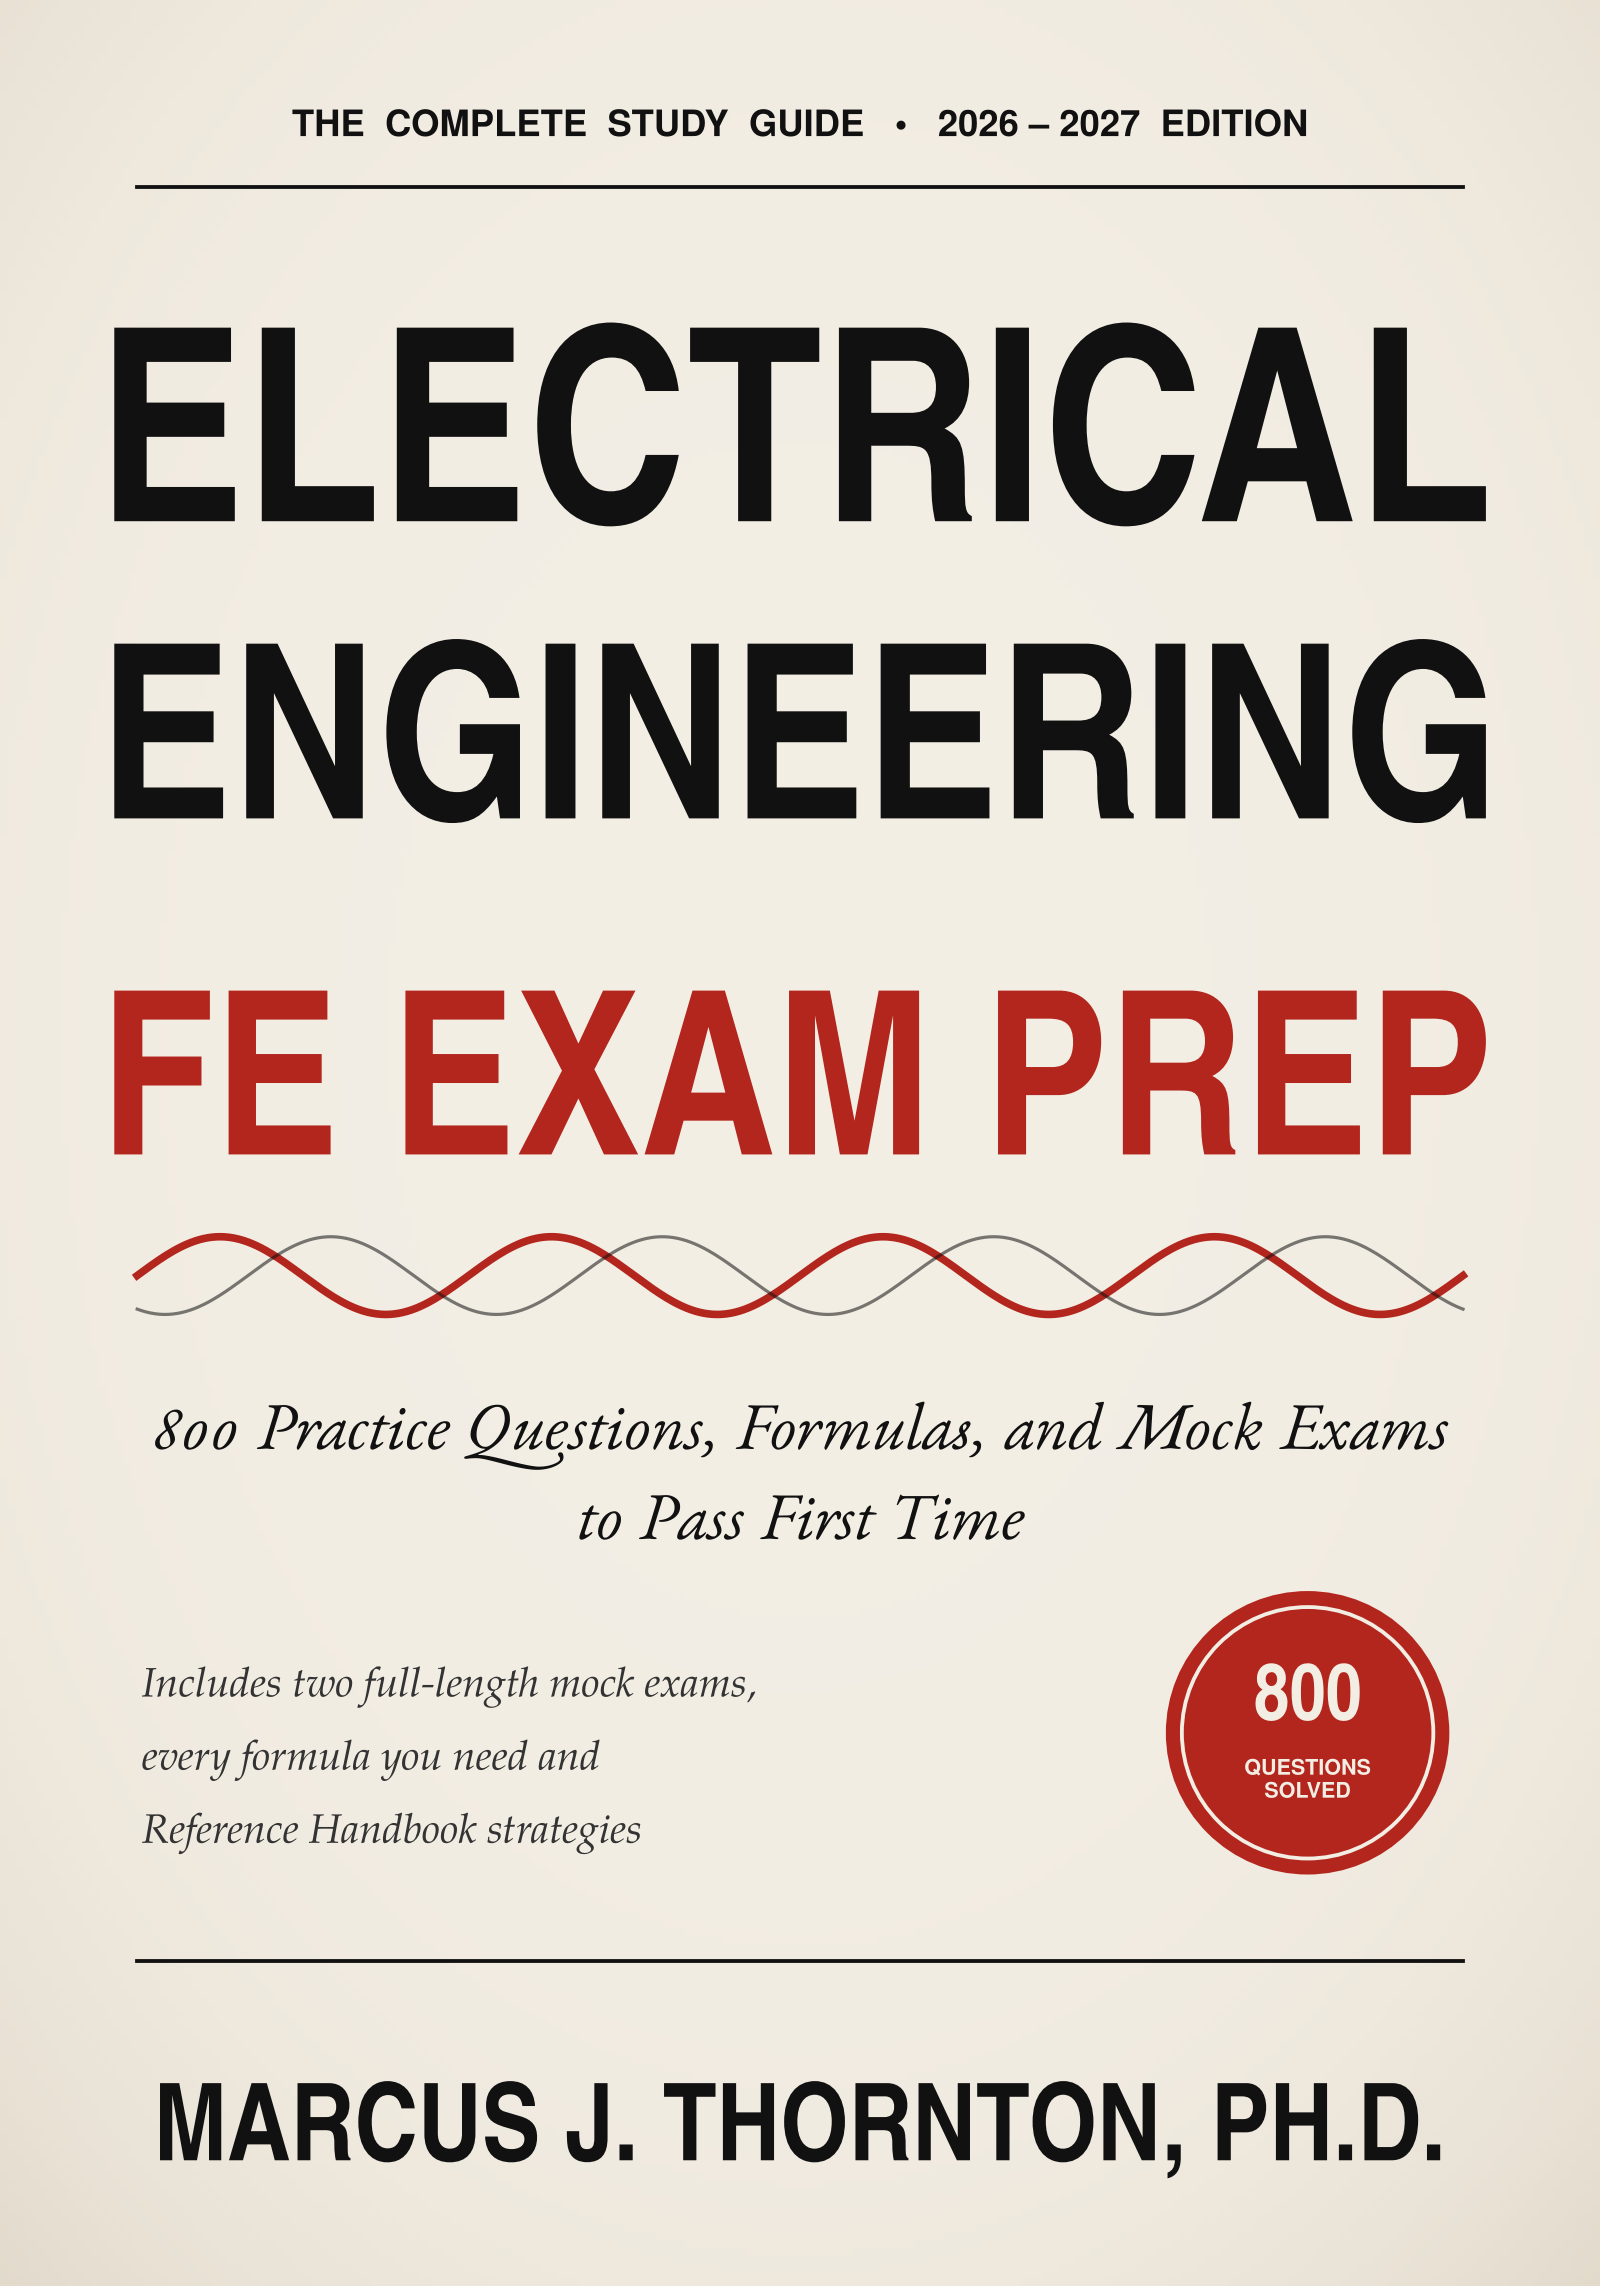 THE COMPLETE STUDY GUIDE • 2026 – 2027 EDITION
ELECTRICAL
ENGINEERING
FE EXAM PREP
800 Practice Questions, Formulas, and Mock Exams
to Pass First Time
Includes two full-length mock exams,
every formula you need and
Reference Handbook strategies
800
QUESTIONS
SOLVED
MARCUS J. THORNTON, PH.D.